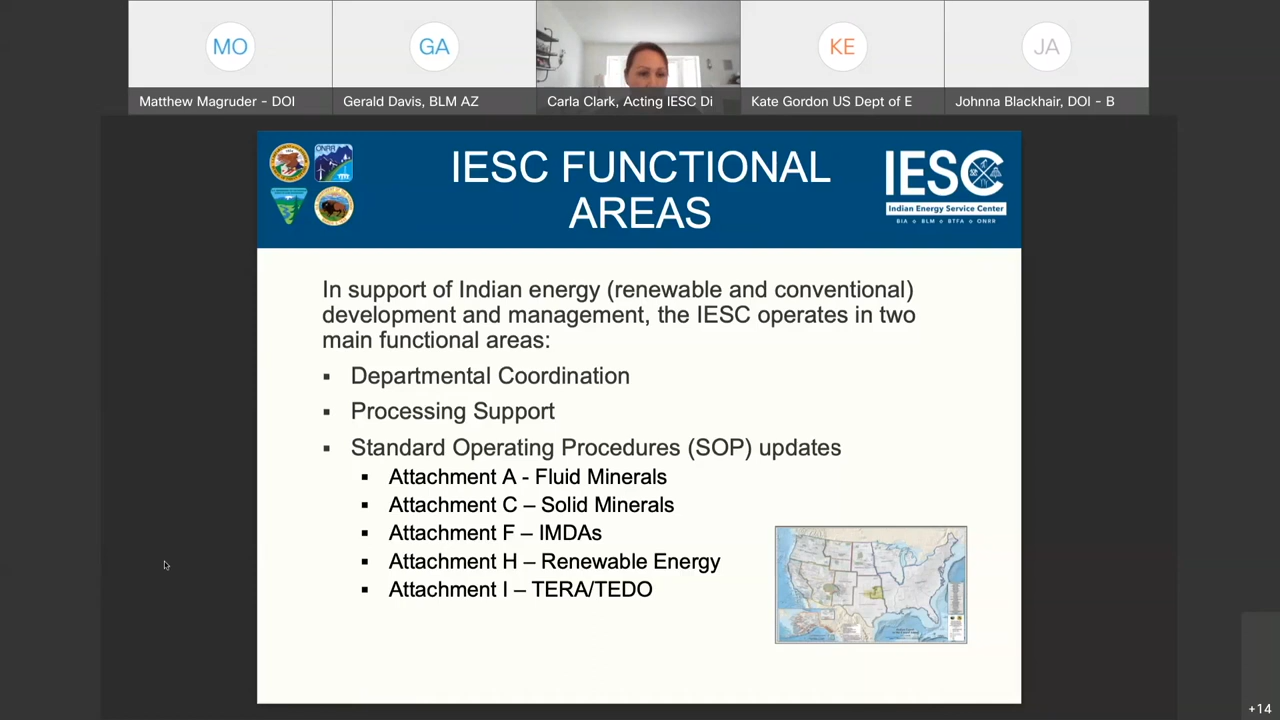 MO
GA
KE
JA
Matthew Magruder - DOI
Gerald Davis, BLM AZ
Carla Clark, Acting IESC Di
Kate Gordon US Dept of E
Johnna Blackhair, DOI - B
ONRR
IESC FUNCTIONAL
AREAS
IESC
Indian Energy Service Center
BIA BLM BTFA ONRR
In support of Indian energy (renewable and conventional)
development and management, the IESC operates in two
main functional areas:
▪ Departmental Coordination
▪ Processing Support
▪ Standard Operating Procedures (SOP) updates
▪ Attachment A - Fluid Minerals
▪ Attachment C – Solid Minerals
▪ Attachment F – IMDAs
▪ Attachment H – Renewable Energy
▪ Attachment I – TERA/TEDO
+14